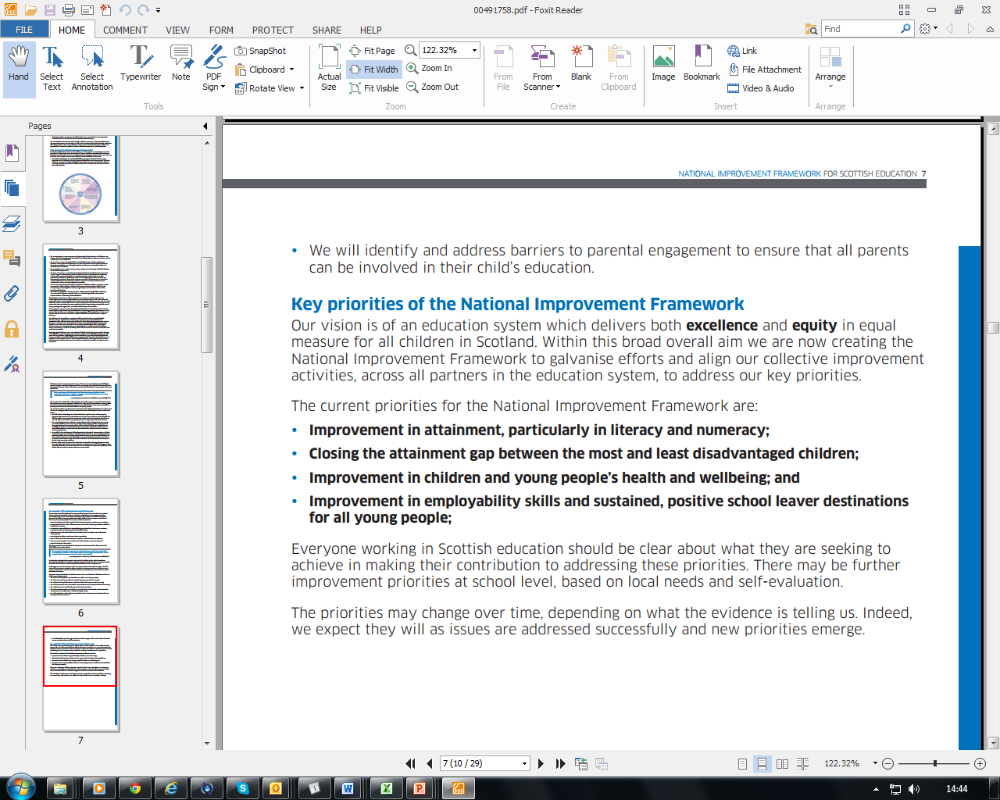 00491758.pdf - Foxit Reader
FILE HOME COMMENT VIEW FORM PROTECT SHARE HELP
Find
Hand
Select Text
Select Annotation
Typewriter
Note
PDF Sign
SnapShot
Clipboard
Rotate View
Tools
Actual Size
Fit Page
Fit Width
Fit Visible
122.32%
Zoom In
Zoom Out
Zoom
From File
From Scanner
Blank
From Clipboard
Create
Image
Bookmark
Link
File Attachment
Video & Audio
Insert
Arrange
Arrange
Pages
3
4
5
6
7
NATIONAL IMPROVEMENT FRAMEWORK FOR SCOTTISH EDUCATION 7
• We will identify and address barriers to parental engagement to ensure that all parents
can be involved in their child's education.
Key priorities of the National Improvement Framework
Our vision is of an education system which delivers both excellence and equity in equal
measure for all children in Scotland. Within this broad overall aim we are now creating the
National Improvement Framework to galvanise efforts and align our collective improvement
activities, across all partners in the education system, to address our key priorities.
The current priorities for the National Improvement Framework are:
• Improvement in attainment, particularly in literacy and numeracy;
• Closing the attainment gap between the most and least disadvantaged children;
• Improvement in children and young people's health and wellbeing; and
• Improvement in employability skills and sustained, positive school leaver destinations
for all young people;
Everyone working in Scottish education should be clear about what they are seeking to
achieve in making their contribution to addressing these priorities. There may be further
improvement priorities at school level, based on local needs and self-evaluation.
The priorities may change over time, depending on what the evidence is telling us. Indeed,
we expect they will as issues are addressed successfully and new priorities emerge.
7 (10 / 29)
122.32%
14:44